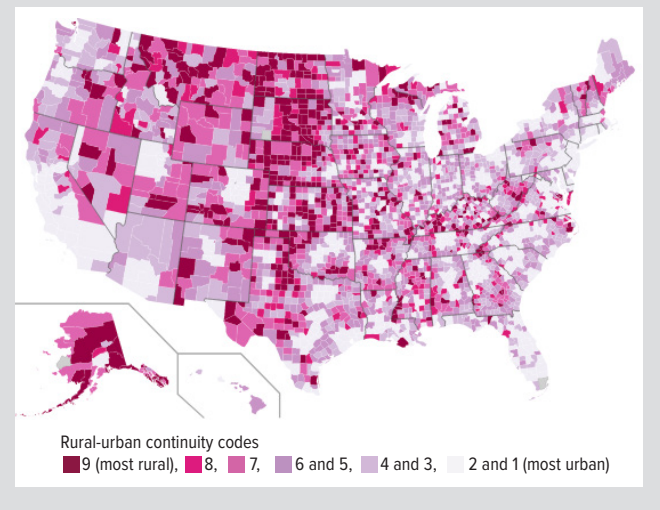 Rural-urban continuity codes
9 (most rural), 8, 7, 6 and 5, 4 and 3, 2 and 1 (most urban)